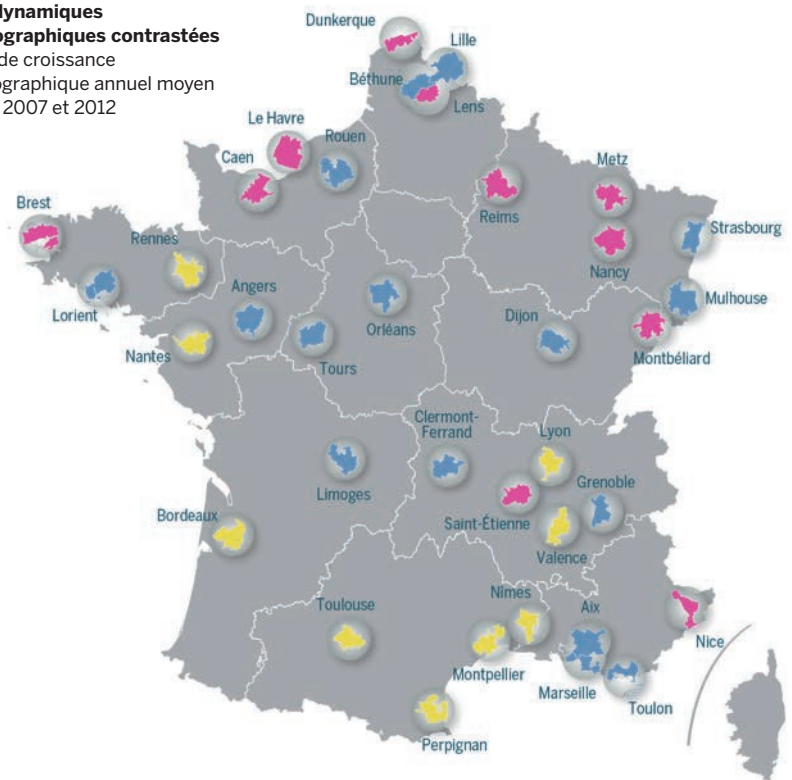 lynamiques
ographiques contrastées
de croissance
ographique annuel moyen
2007 et 2012
Dunkerque
Lille
Béthune
Lens
Le Havre
Rouen
Caen
Metz
Brest
Reims
Strasbourg
Rennes
Nancy
Angers
Mulhouse
Lorient
Orléans
Dijon
Nantes
Tours
Montbéliard
Clermont-
Ferrand
Lyon
Grenoble
Limoges
Bordeaux
Saint-Étienne
Valence
Toulouse
Nîmes
Aix
Nice
Montpellier
Marseille
Toulon
Perpignan